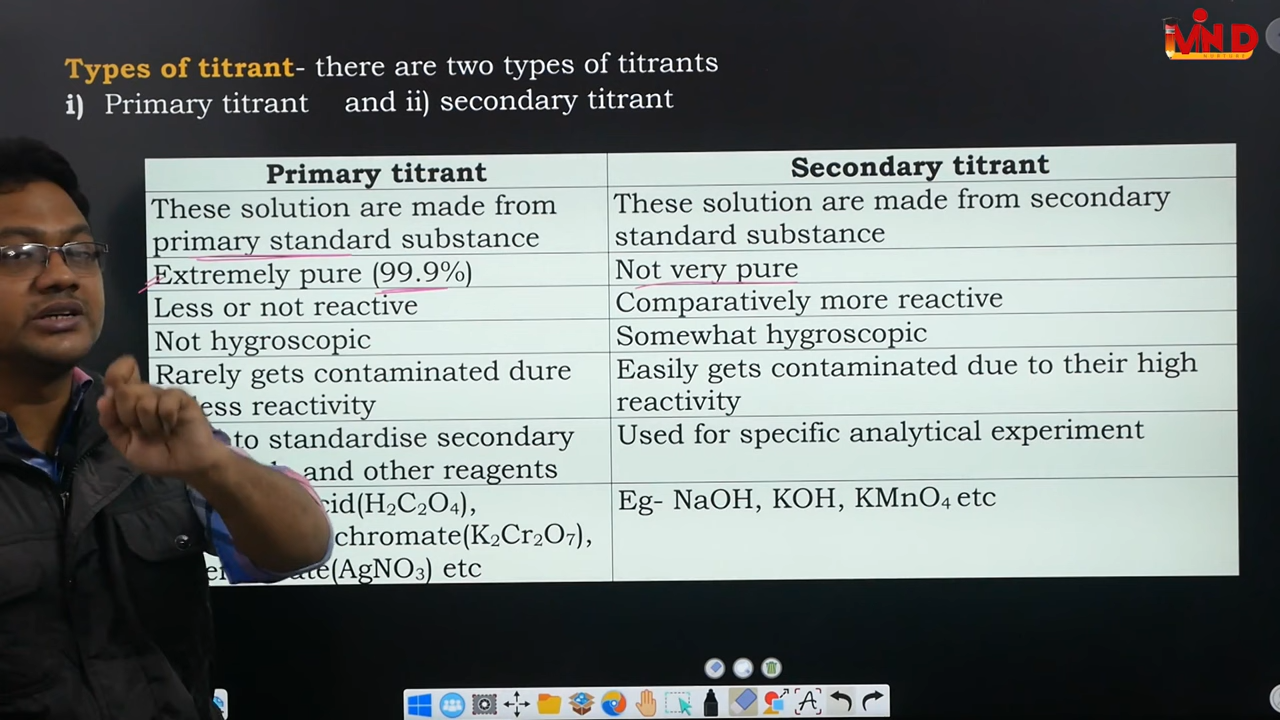 MIND
NURTURE
Types of titrant- there are two types of titrants
i) Primary titrant and ii) secondary titrant
Primary titrant
Secondary titrant
These solution are made from
primary standard substance
These solution are made from secondary
standard substance
Extremely pure (99.9%)
Not very pure
Less or not reactive
Comparatively more reactive
Not hygroscopic
Somewhat hygroscopic
Rarely gets contaminated dure
reactivity
Easily gets contaminated due to their high
reactivity
to standardise secondary
and other reagents
Used for specific analytical experiment
(H₂C₂O₄),
(K₂Cr₂O₇),
(AgNO₃) etc
Eg- NaOH, KOH, KMnO₄ etc